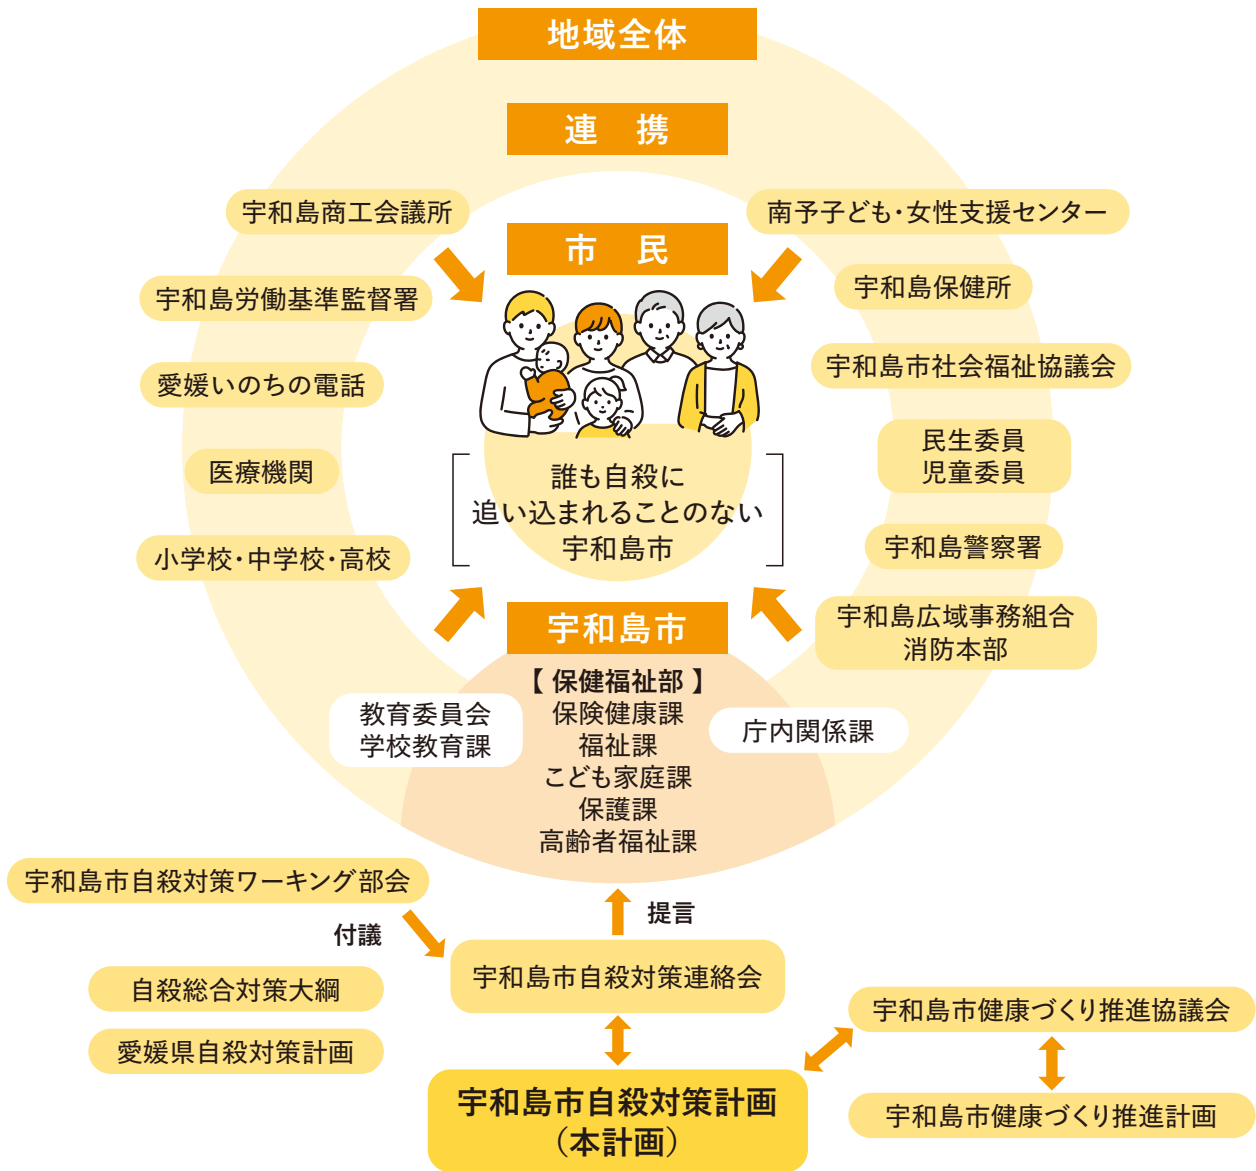 地域全体
連　携
宇和島商工会議所
南予子ども・女性支援センター
市　民
宇和島労働基準監督署
宇和島保健所
愛媛いのちの電話
宇和島市社会福祉協議会
医療機関
民生委員
児童委員
誰も自殺に
追い込まれることのない
宇和島市
小学校・中学校・高校
宇和島警察署
宇和島広域事務組合
消防本部
宇和島市
【 保健福祉部 】
保険健康課
福祉課
こども家庭課
保護課
高齢者福祉課
教育委員会
学校教育課
庁内関係課
宇和島市自殺対策ワーキング部会
付議
提言
宇和島市自殺対策連絡会
自殺総合対策大綱
愛媛県自殺対策計画
宇和島市健康づくり推進協議会
宇和島市自殺対策計画
（本計画）
宇和島市健康づくり推進計画